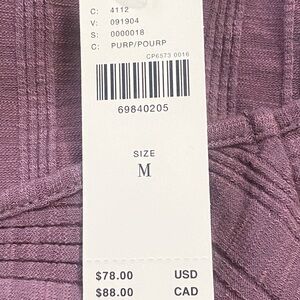 C: 4112
V: 091904
S: 0000018
C: PURP/POURP
CP6573 0016
69840205
SIZE
M
$78.00 USD
$88.00 CAD